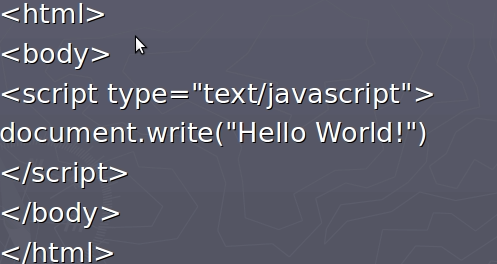 <html>
<body>
<script type="text/javascript">
document.write("Hello World!")
</script>
</body>
</html>